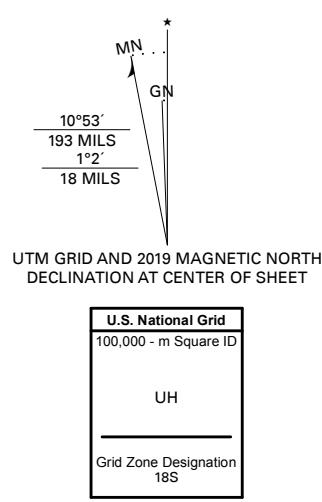 ★
MN
GN
10°53´
193 MILS
1°2´
18 MILS
UTM GRID AND 2019 MAGNETIC NORTH
DECLINATION AT CENTER OF SHEET
U.S. National Grid
100,000 - m Square ID
UH
Grid Zone Designation
18S